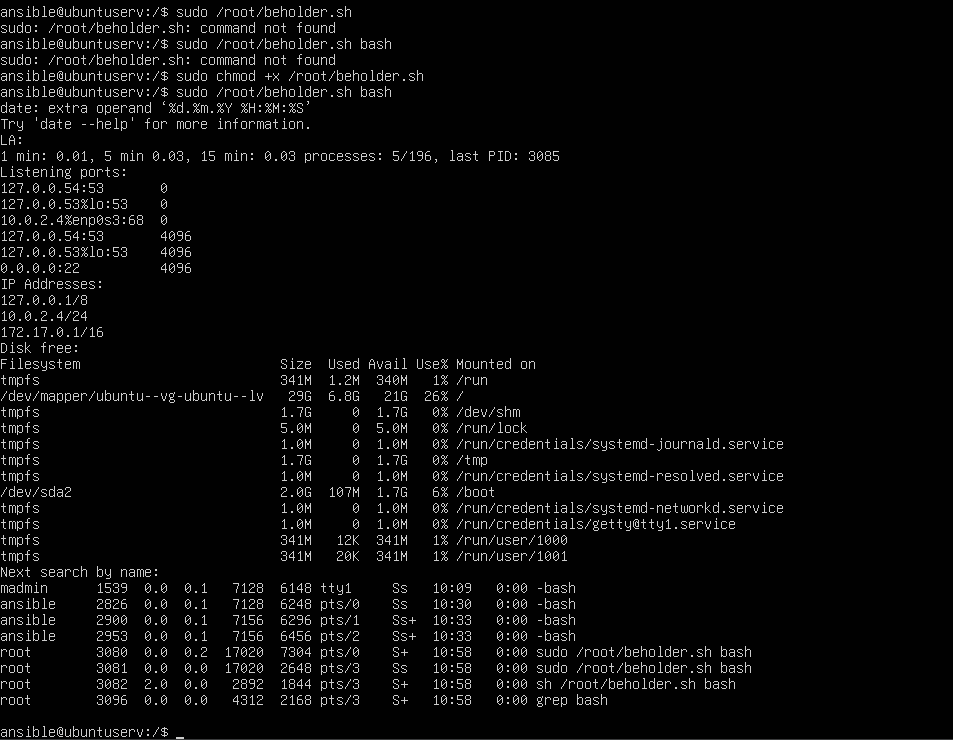 ansible@ubuntuserv:/$ sudo /root/beholder.sh
sudo: /root/beholder.sh: command not found
ansible@ubuntuserv:/$ sudo /root/beholder.sh bash
sudo: /root/beholder.sh: command not found
ansible@ubuntuserv:/$ sudo chmod +x /root/beholder.sh
ansible@ubuntuserv:/$ sudo /root/beholder.sh bash
date: extra operand ‘%d.%m.%Y %H:%M:%S’
Try 'date --help' for more information.
LA:
1 min: 0.01, 5 min 0.03, 15 min: 0.03 processes: 5/196, last PID: 3085
Listening ports:
127.0.0.54:53       0
127.0.0.53%lo:53    0
10.0.2.4%enp0s3:68  0
127.0.0.54:53       4096
127.0.0.53%lo:53    4096
0.0.0.0:22          4096
IP Addresses:
127.0.0.1/8
10.0.2.4/24
172.17.0.1/16
Disk free:
Filesystem                         Size  Used Avail Use% Mounted on
tmpfs                              341M  1.2M  340M   1% /run
/dev/mapper/ubuntu--vg-ubuntu--lv   29G  6.8G   21G  26% /
tmpfs                              1.7G     0  1.7G   0% /dev/shm
tmpfs                              5.0M     0  5.0M   0% /run/lock
tmpfs                              1.0M     0  1.0M   0% /run/credentials/systemd-journald.service
tmpfs                              1.7G     0  1.7G   0% /tmp
tmpfs                              1.0M     0  1.0M   0% /run/credentials/systemd-resolved.service
/dev/sda2                          2.0G  107M  1.7G   6% /boot
tmpfs                              1.0M     0  1.0M   0% /run/credentials/systemd-networkd.service
tmpfs                              1.0M     0  1.0M   0% /run/credentials/getty@tty1.service
tmpfs                              341M   12K  341M   1% /run/user/1000
tmpfs                              341M   20K  341M   1% /run/user/1001
Next search by name:
madmin      1539  0.0  0.1   7128  6148 tty1     Ss   10:09   0:00 -bash
ansible     2826  0.0  0.1   7128  6248 pts/0    Ss   10:30   0:00 -bash
ansible     2900  0.0  0.1   7156  6296 pts/1    Ss+  10:33   0:00 -bash
ansible     2953  0.0  0.1   7156  6456 pts/2    Ss+  10:33   0:00 -bash
root        3080  0.0  0.2  17020  7304 pts/0    S+   10:58   0:00 sudo /root/beholder.sh bash
root        3081  0.0  0.0  17020  2648 pts/3    Ss   10:58   0:00 sudo /root/beholder.sh bash
root        3082  2.0  0.0   2892  1844 pts/3    S+   10:58   0:00 sh /root/beholder.sh bash
root        3096  0.0  0.0   4312  2168 pts/3    S+   10:58   0:00 grep bash
ansible@ubuntuserv:/$ _